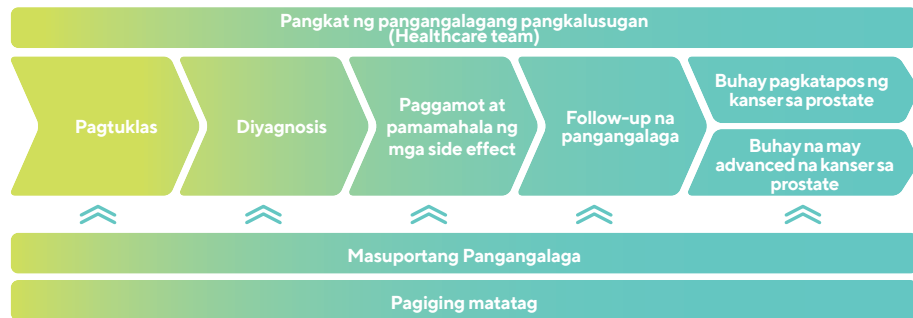 Pangkat ng pangangalagang pangkalusugan
(Healthcare team)
Pagtuklas
Diyagnosis
Paggamot at
pamamahala ng
mga side effect
Follow-up na
pangangalaga
Buhay pagkatapos ng
kanser sa prostate
Buhay na may
advanced na kanser sa
prostate
Masuportang Pangangalaga
Pagiging matatag